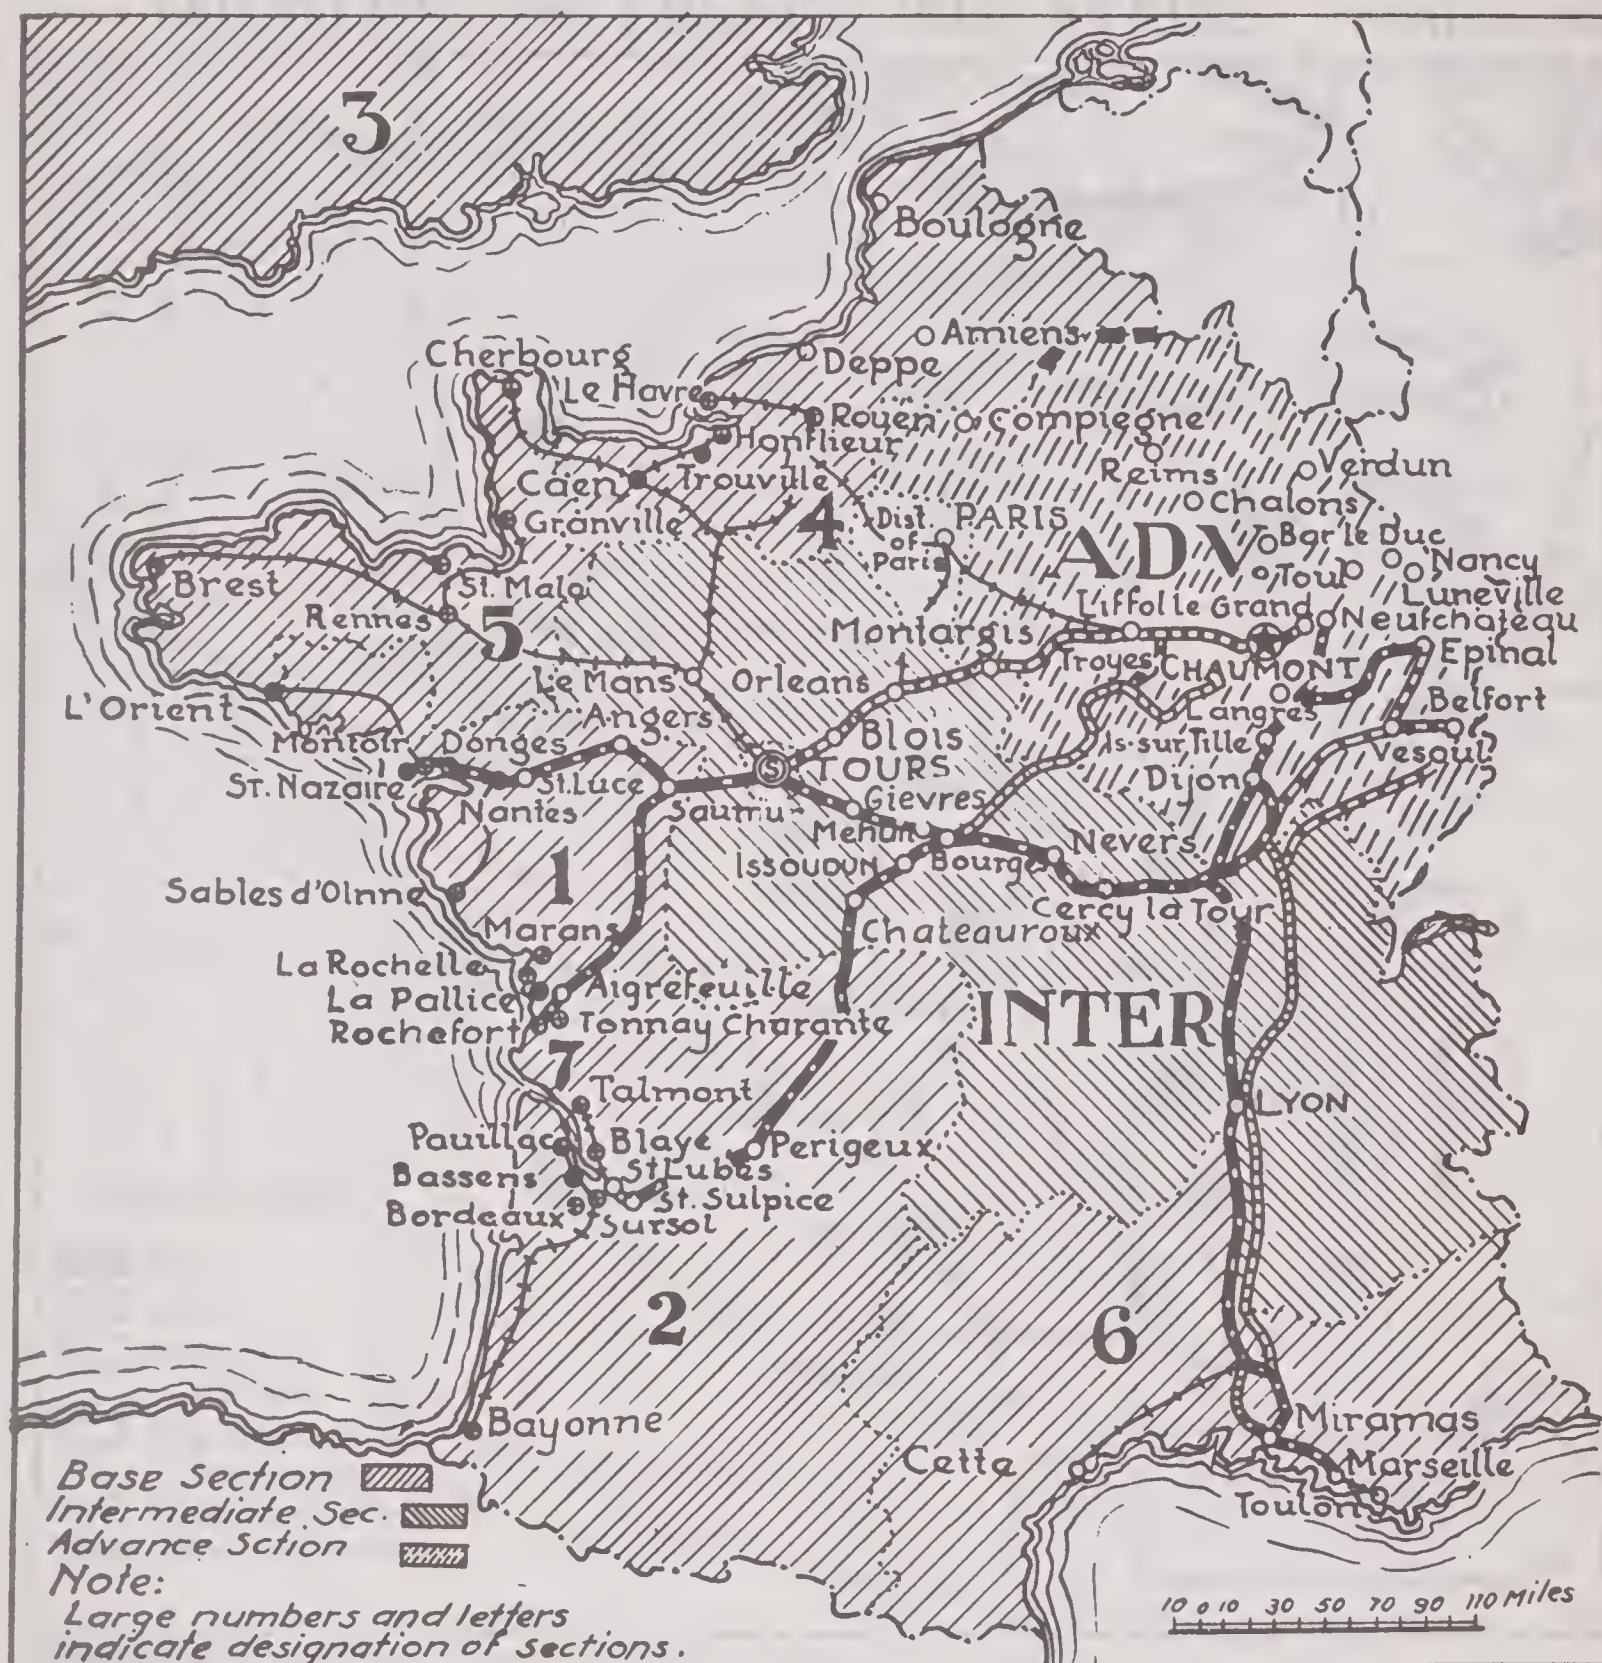 3
Boulogne
Amiens
Deppe
Cherbourg
Le Havre
Rouen
Compiegne
Honflieur
Reims
Verdun
Caen
Trouville
Chalons
Granville
4
Dist.
of
Paris
PARIS
ADV
Bar le Duc
Nancy
Toul
Luneville
Brest
St. Malo
Rennes
5
Liffol le Grand
Neufchateau
Montargis
Troyes
CHAUMONT
Epinal
Le Mans
Orleans
L'Orient
Angers
Langres
Belfort
Montoir
Donges
Blois
Is-sur-Tille
Vesoul
ST. NAZAIRE
St. Luce
TOURS
Dijon
Nantes
Saumu-
Gievres
Mehun
Nevers
ISSOUDUN
Bourge
1
Sables d'Olnne
Cercy la Tour
Marans
Chateauroux
La Rochelle
Aigrefeuille
La Pallice
Rochefort
Tonnay Charante
INTER
7
Talmont
LYON
Pauillac
Blaye
Perigeux
Bassens
St Lubes
St. Sulpice
Bordeaux
Sursol
2
6
Bayonne
Miramas
Cette
Marseille
Toulon
Base Section
Intermediate Sec.
Advance Sction
Note:
Large numbers and letters
indicate designation of sections.
10 0 10 30 50 70 90 110 Miles